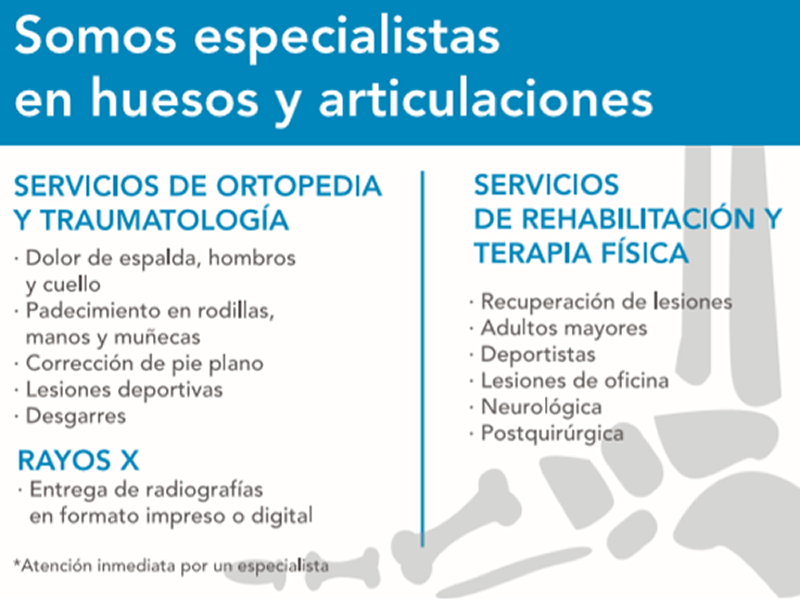 Somos especialistas
en huesos y articulaciones
SERVICIOS DE ORTOPEDIA
Y TRAUMATOLOGÍA
· Dolor de espalda, hombros
y cuello
· Padecimiento en rodillas,
manos y muñecas
· Corrección de pie plano
· Lesiones deportivas
· Desgarres
RAYOS X
· Entrega de radiografías
en formato impreso o digital
*Atención inmediata por un especialista
SERVICIOS
DE REHABILITACIÓN Y
TERAPIA FÍSICA
· Recuperación de lesiones
· Adultos mayores
· Deportistas
· Lesiones de oficina
· Neurológica
· Postquirúrgica